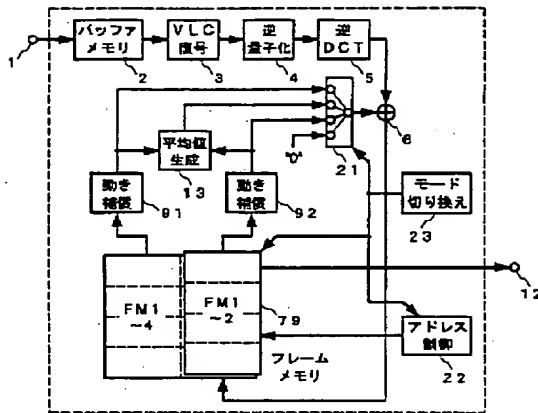 バッファ
メモリ
VLC
復号
逆
量子化
逆
DCT
1
2
3
4
5
6
平均値
生成
13
"0"
21
動き
補償
91
動き
補償
92
モード
切り換え
23
FM1
~4
FM1
~2
79
フレーム
メモリ
12
アドレス
制御
22